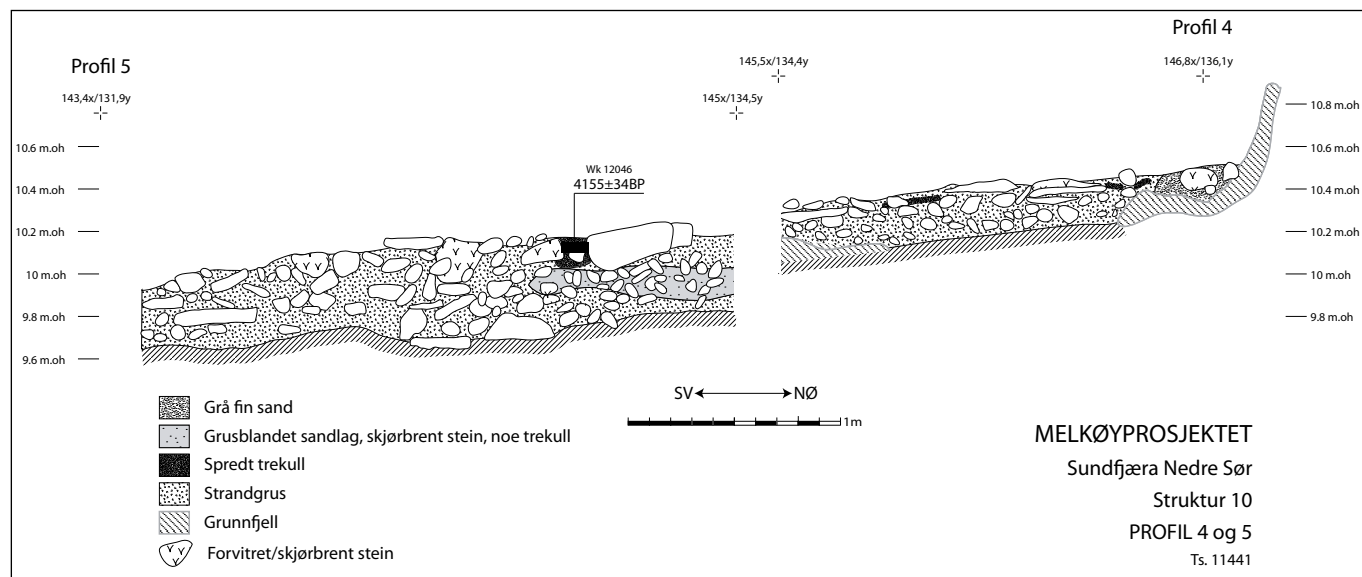 Profil 5
143,4x/131,9y
145x/134,5y
10.6 m.oh
10.4 m.oh
10.2 m.oh
10 m.oh
9.8 m.oh
9.6 m.oh
Wk 12046
4155±34BP
Profil 4
145,5x/134,4y
146,8x/136,1y
10.8 m.oh
10.6 m.oh
10.4 m.oh
10.2 m.oh
10 m.oh
9.8 m.oh
Grå fin sand
Grusblandet sandlag, skjørbrent stein, noe trekull
Spredt trekull
Strandgrus
Grunnfjell
Forvitret/skjørbrent stein
SV NØ
1m
MELKØYPROSJEKTET
Sundfjæra Nedre Sør
Struktur 10
PROFIL 4 og 5
Ts. 11441